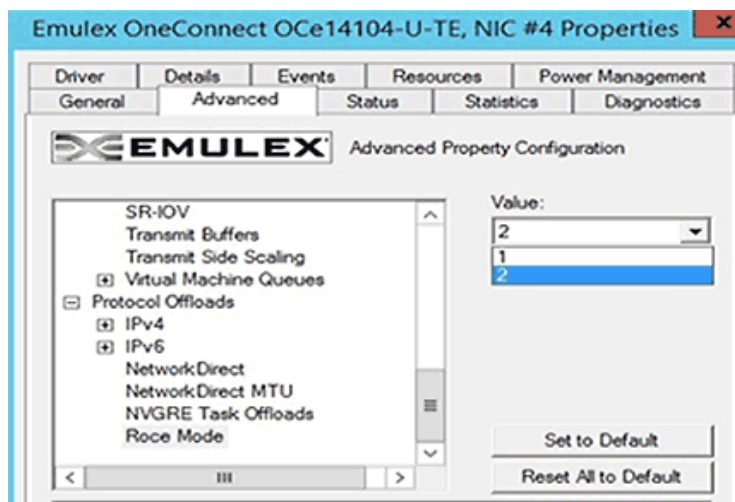 Emulex OneConnect OCe14104-U-TE, NIC #4 Properties
Driver Details Events Resources Power Management
General Advanced Status Statistics Diagnostics
EMULEX Advanced Property Configuration
SR-IOV
Transmit Buffers
Transmit Side Scaling
Virtual Machine Queues
Protocol Offloads
IPv4
IPv6
NetworkDirect
NetworkDirect MTU
NVGRE Task Offloads
Roce Mode
Value:
2
1
2
Set to Default
Reset All to Default